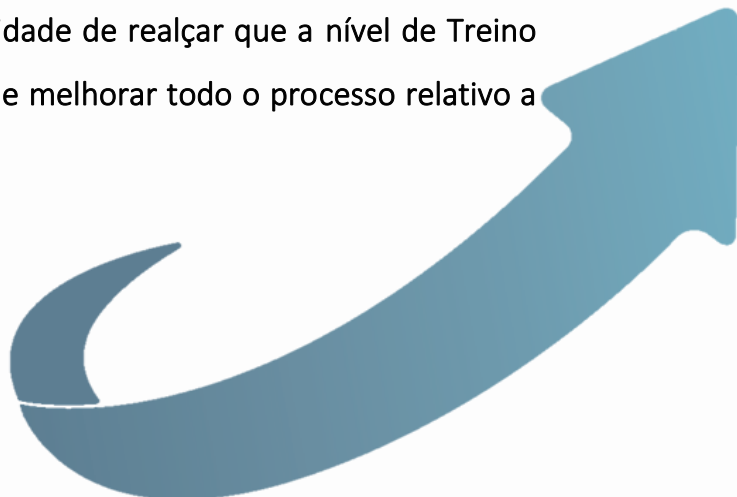 dade de realçar que a nível de Treino
e melhorar todo o processo relativo a